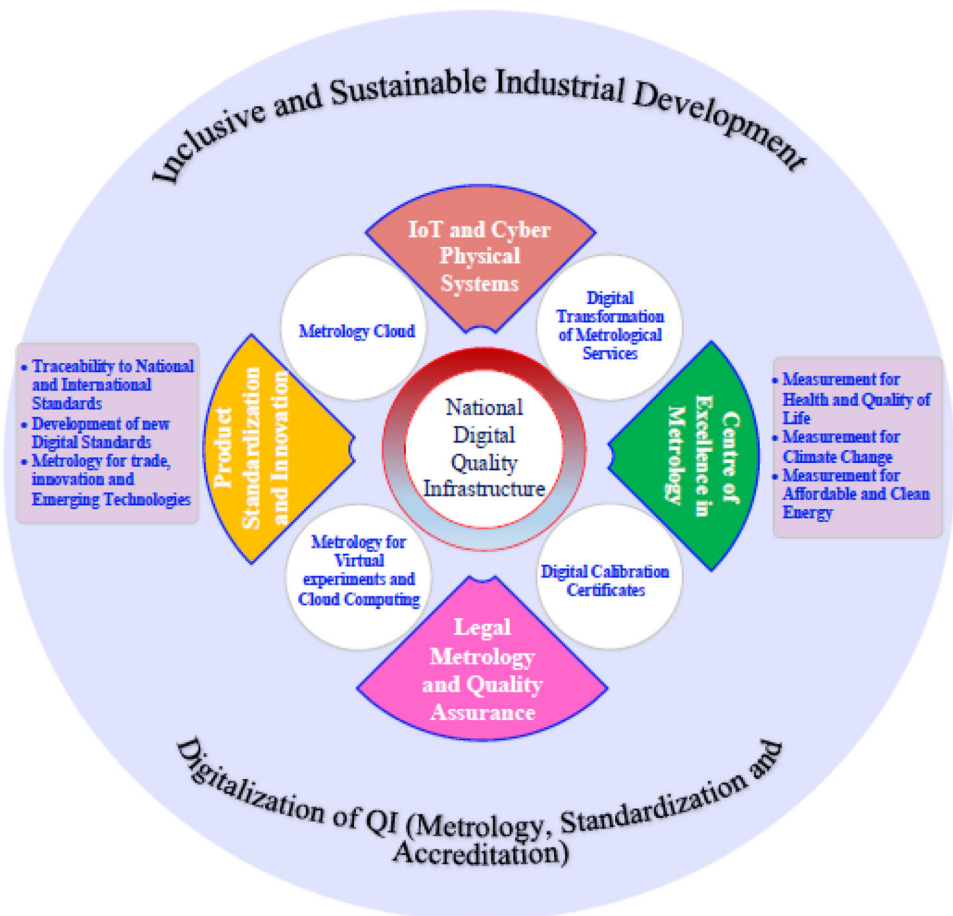 Inclusive and Sustainable Industrial Development
IoT and Cyber
Physical
Systems
Metrology Cloud
Digital
Transformation
of Metrological
Services
• Traceability to National
and International
Standards
• Development of new
Digital Standards
• Metrology for trade,
innovation and
Emerging Technologies
Product
Standardization
and Innovation
National
Digital
Quality
Infrastructure
Centre of
Excellence in
Metrology
• Measurement for
Health and Quality of
Life
• Measurement for
Climate Change
• Measurement for
Affordable and Clean
Energy
Metrology for
Virtual
experiments and
Cloud Computing
Digital Calibration
Certificates
Legal
Metrology
and Quality
Assurance
Digitalization of QI (Metrology, Standardization and
Accreditation)